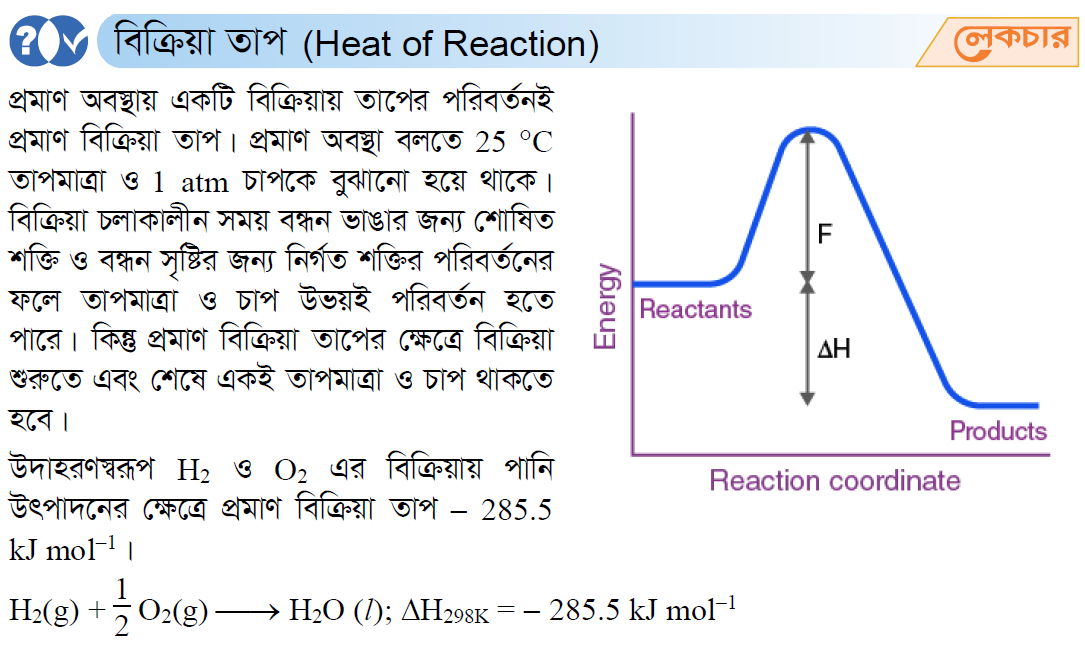 ?
বিক্রিয়া তাপ (Heat of Reaction)
লেকচার
প্রমাণ অবস্থায় একটি বিক্রিয়ায় তাপের পরিবর্তনই
প্রমাণ বিক্রিয়া তাপ। প্রমাণ অবস্থা বলতে 25 °C
তাপমাত্রা ও 1 atm চাপকে বুঝানো হয়ে থাকে।
বিক্রিয়া চলাকালীন সময় বন্ধন ভাঙার জন্য শোষিত
শক্তি ও বন্ধন সৃষ্টির জন্য নির্গত শক্তির পরিবর্তনের
ফলে তাপমাত্রা ও চাপ উভয়ই পরিবর্তন হতে
পারে। কিন্তু প্রমাণ বিক্রিয়া তাপের ক্ষেত্রে বিক্রিয়া
শুরুতে এবং শেষে একই তাপমাত্রা ও চাপ থাকতে
হবে।
উদাহরণস্বরূপ H₂ ও O₂ এর বিক্রিয়ায় পানি
উৎপাদনের ক্ষেত্রে প্রমাণ বিক্রিয়া তাপ – 285.5
kJ mol⁻¹ ।
H₂(g) + 1/2 O₂(g) ⟶ H₂O (l); ΔH₂₉₈K = – 285.5 kJ mol⁻¹
Energy
F
Reactants
ΔH
Products
Reaction coordinate